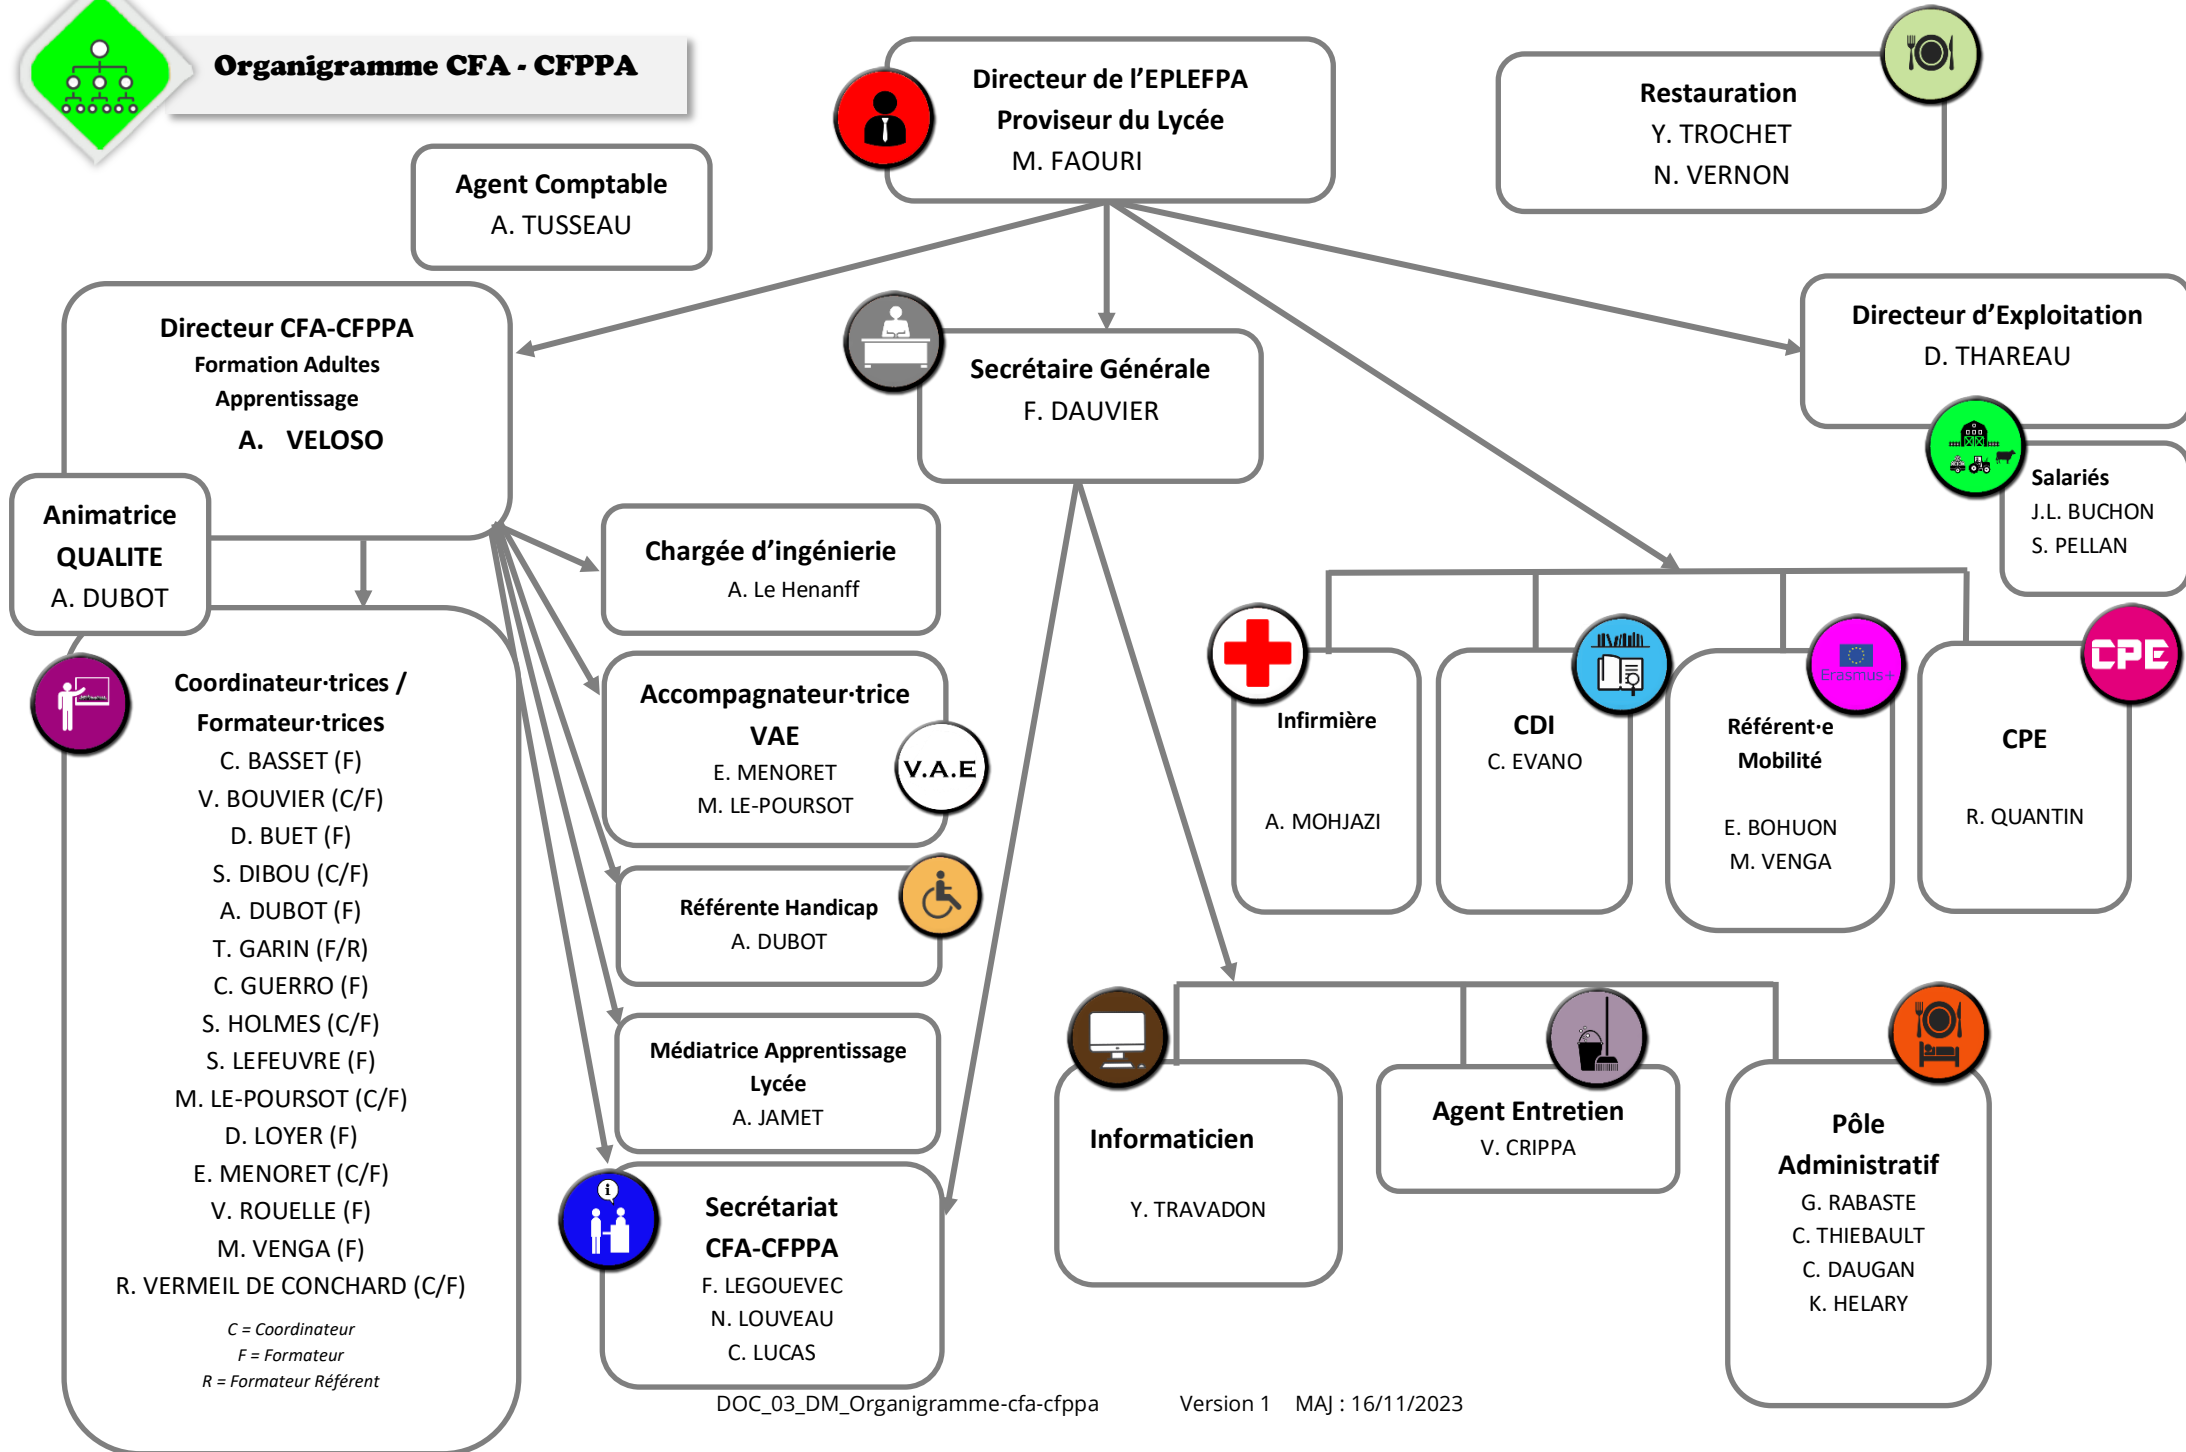 Organigramme CFA - CFPPA
Directeur de l’EPLEFPA
Proviseur du Lycée
M. FAOURI
Restauration
Y. TROCHET
N. VERNON
Agent Comptable
A. TUSSEAU
Directeur CFA-CFPPA
Formation Adultes
Apprentissage
A. VELOSO
Secrétaire Générale
F. DAUVIER
Directeur d’Exploitation
D. THAREAU
Salariés
J.L. BUCHON
S. PELLAN
Animatrice
QUALITE
A. DUBOT
Chargée d’ingénierie
A. Le Henanff
Coordinateur·trices /
Formateur·trices
C. BASSET (F)
V. BOUVIER (C/F)
D. BUET (F)
S. DIBOU (C/F)
A. DUBOT (F)
T. GARIN (F/R)
C. GUERRO (F)
S. HOLMES (C/F)
S. LEFEUVRE (F)
M. LE-POURSOT (C/F)
D. LOYER (F)
E. MENORET (C/F)
V. ROUELLE (F)
M. VENGA (F)
R. VERMEIL DE CONCHARD (C/F)
C = Coordinateur
F = Formateur
R = Formateur Référent
Accompagnateur·trice
VAE
E. MENORET
M. LE-POURSOT
V.A.E
Référente Handicap
A. DUBOT
Médiatrice Apprentissage
Lycée
A. JAMET
i
Secrétariat
CFA-CFPPA
F. LEGOUEVEC
N. LOUVEAU
C. LUCAS
Infirmière
A. MOHJAZI
CDI
C. EVANO
Erasmus+
Référent·e
Mobilité
E. BOHUON
M. VENGA
CPE
CPE
R. QUANTIN
Informaticien
Y. TRAVADON
Agent Entretien
V. CRIPPA
Pôle
Administratif
G. RABASTE
C. THIEBAULT
C. DAUGAN
K. HELARY
DOC_03_DM_Organigramme-cfa-cfppa Version 1 MAJ : 16/11/2023